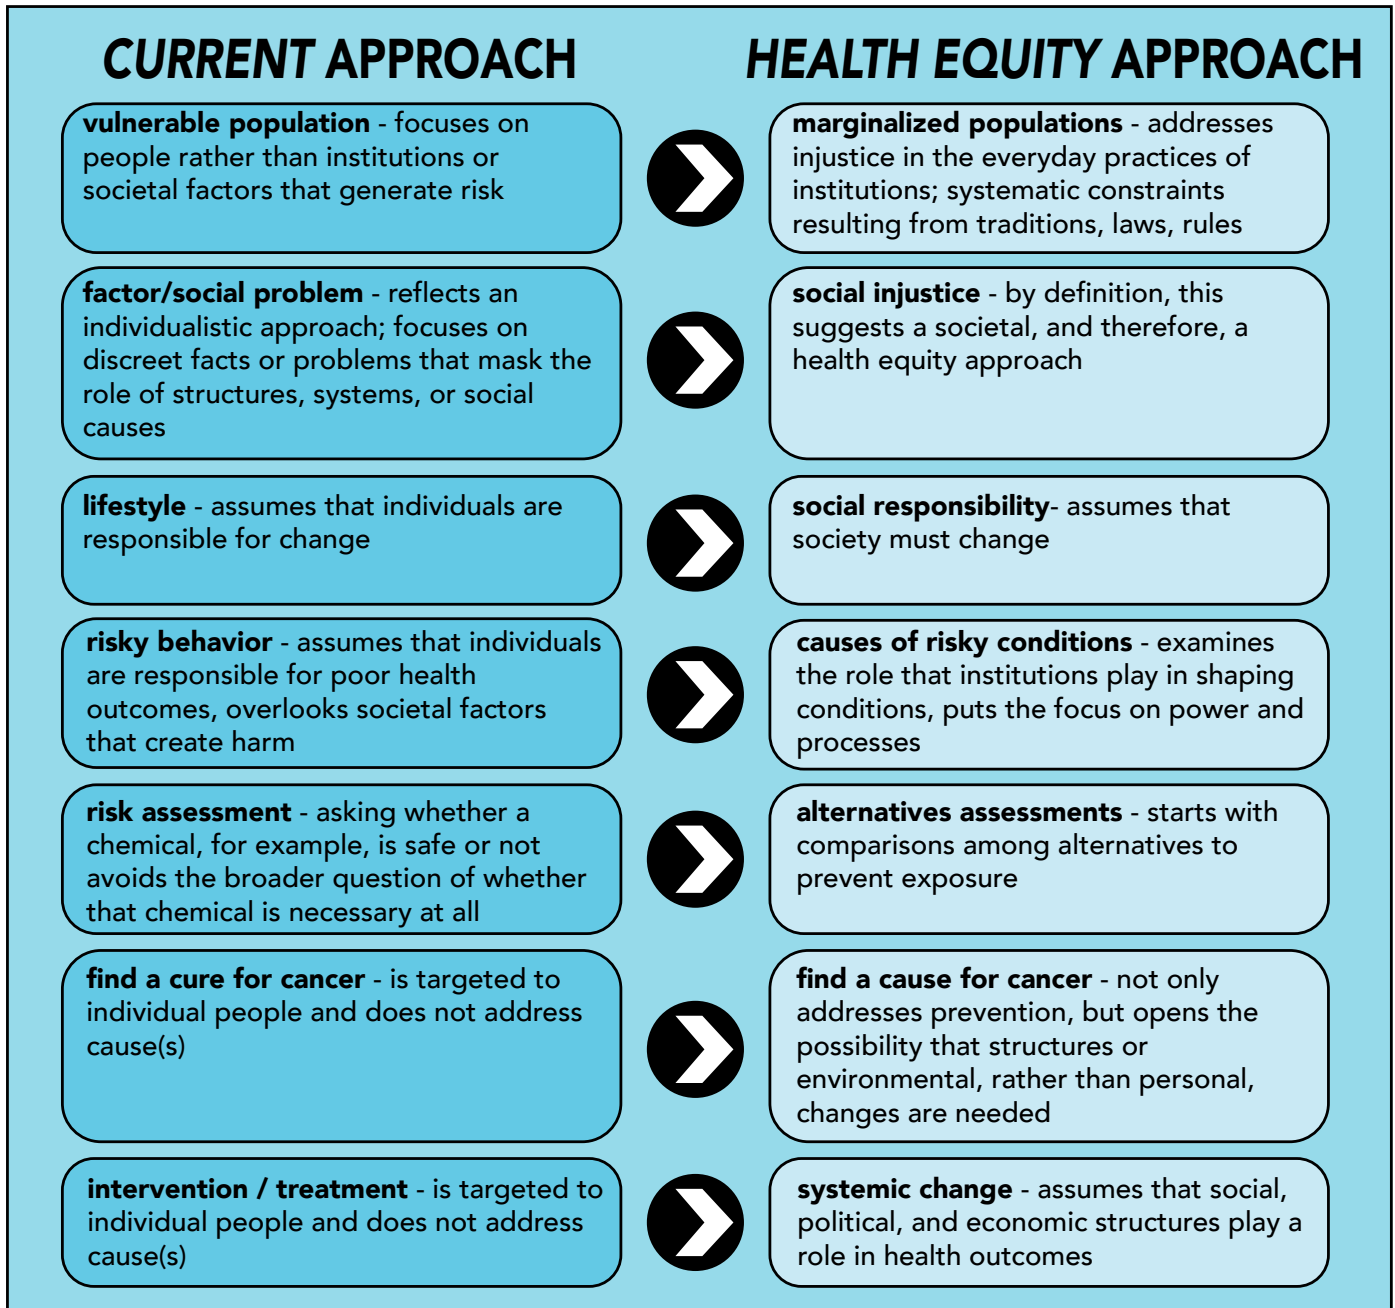 CURRENT APPROACH
HEALTH EQUITY APPROACH
vulnerable population - focuses on
people rather than institutions or
societal factors that generate risk
marginalized populations - addresses
injustice in the everyday practices of
institutions; systematic constraints
resulting from traditions, laws, rules
factor/social problem - reflects an
individualistic approach; focuses on
discreet facts or problems that mask the
role of structures, systems, or social
causes
social injustice - by definition, this
suggests a societal, and therefore, a
health equity approach
lifestyle - assumes that individuals are
responsible for change
social responsibility- assumes that
society must change
risky behavior - assumes that individuals
are responsible for poor health
outcomes, overlooks societal factors
that create harm
causes of risky conditions - examines
the role that institutions play in shaping
conditions, puts the focus on power and
processes
risk assessment - asking whether a
chemical, for example, is safe or not
avoids the broader question of whether
that chemical is necessary at all
alternatives assessments - starts with
comparisons among alternatives to
prevent exposure
find a cure for cancer - is targeted to
individual people and does not address
cause(s)
find a cause for cancer - not only
addresses prevention, but opens the
possibility that structures or
environmental, rather than personal,
changes are needed
intervention / treatment - is targeted to
individual people and does not address
cause(s)
systemic change - assumes that social,
political, and economic structures play a
role in health outcomes